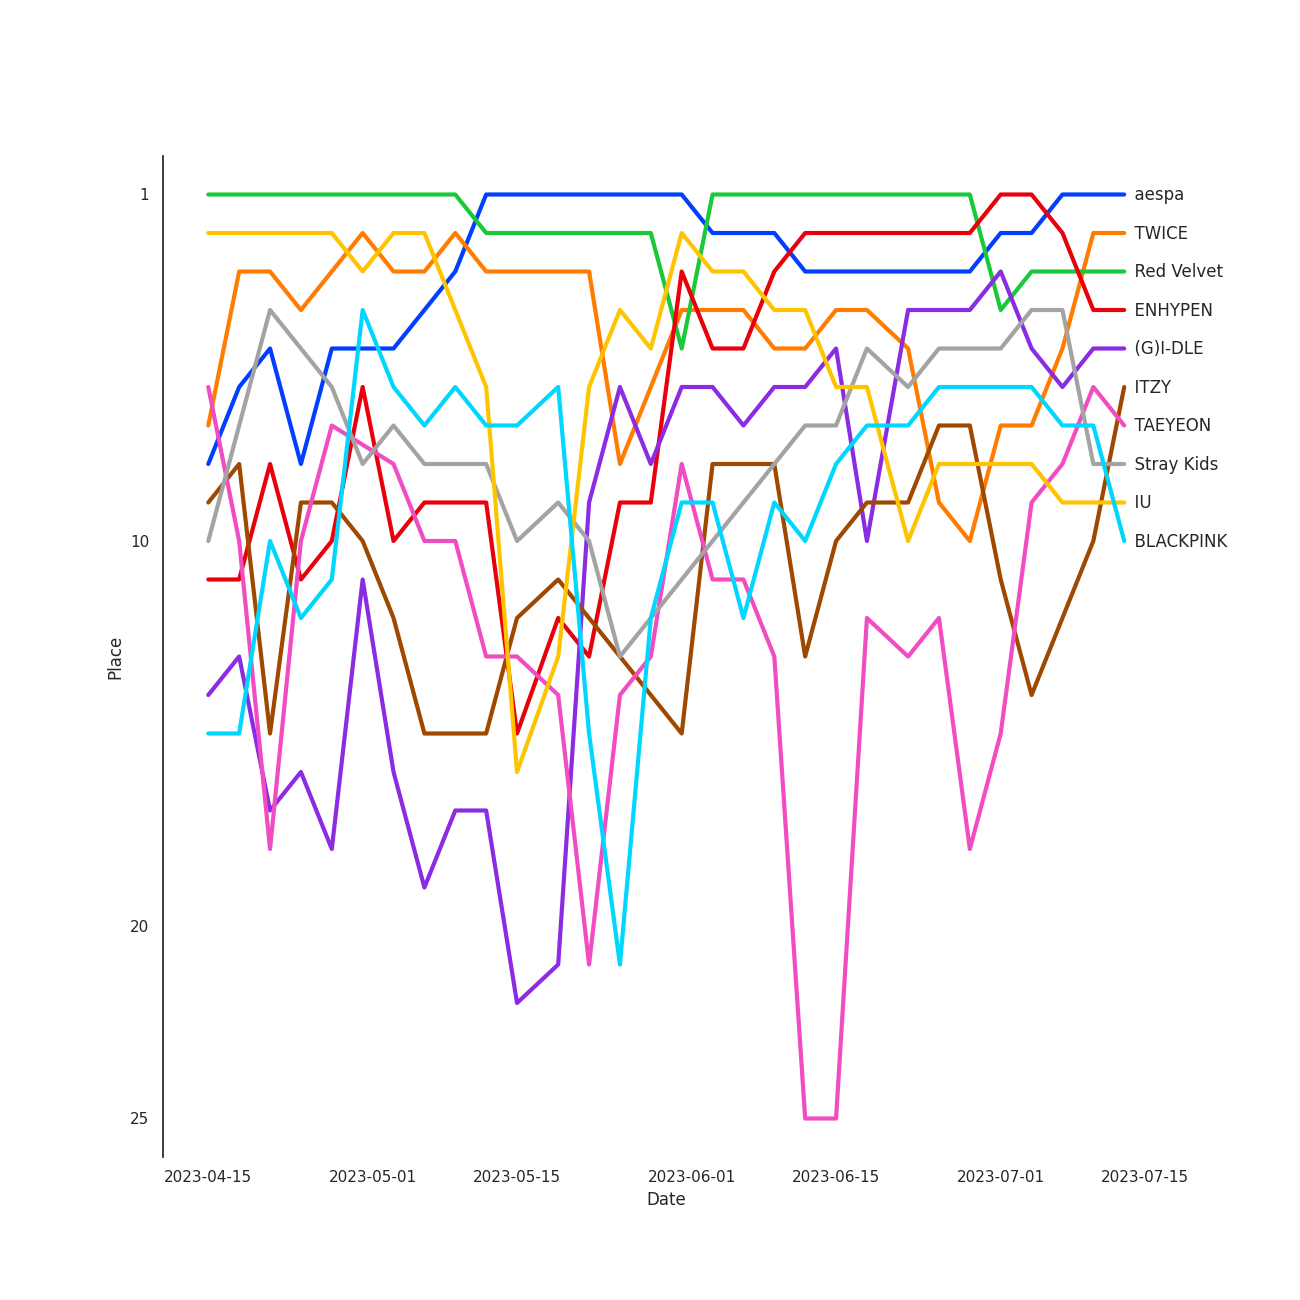 1
10
20
25
Place
aespa
TWICE
Red Velvet
ENHYPEN
(G)I-DLE
ITZY
TAEYEON
Stray Kids
IU
BLACKPINK
2023-04-15 2023-05-01 2023-05-15 2023-06-01 2023-06-15 2023-07-01 2023-07-15
Date